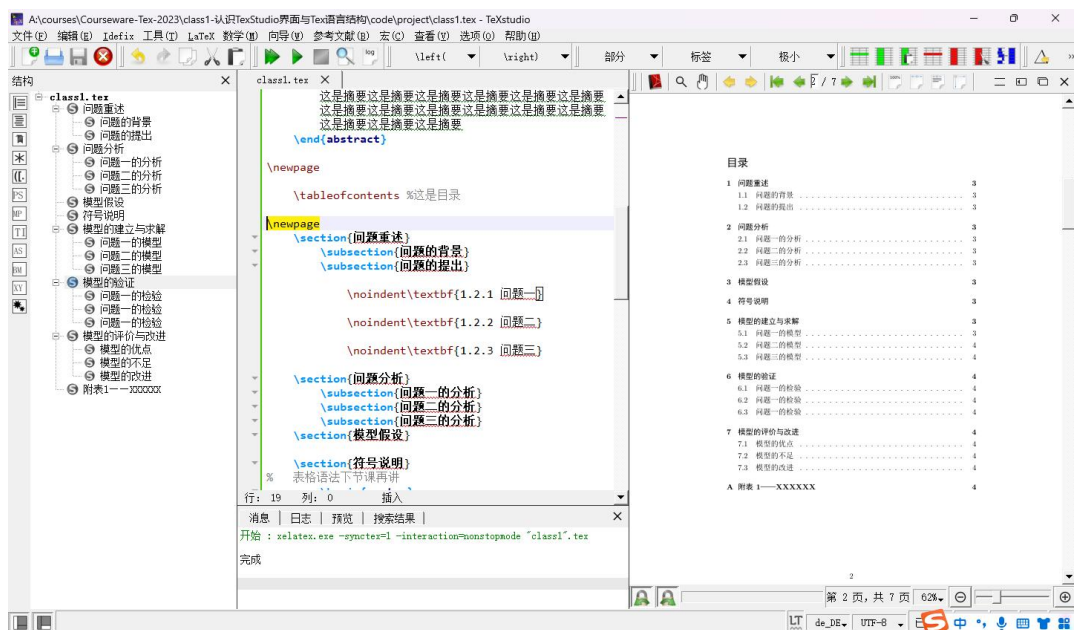 A:\courses\Courseware-Tex-2023\class1-认识TexStudio界面与Tex语言结构\code\project\class1.tex - TeXstudio
文件(F) 编辑(E) Idefix 工具(T) LaTeX 数学(M) 向导(W) 参考文献(B) 宏(C) 查看(V) 选项(O) 帮助(H)
\left( \right) 部分 标签 极小
结构
class1.tex
问题重述
问题的背景
问题的提出
问题分析
问题一的分析
问题二的分析
问题三的分析
模型假设
符号说明
模型的建立与求解
问题一的模型
问题二的模型
问题三的模型
模型的验证
问题一的检验
问题一的检验
问题一的检验
模型的评价与改进
模型的优点
模型的不足
模型的改进
附表1——XXXXXX
class1.tex
这是摘要这是摘要这是摘要这是摘要这是摘要这是摘要
这是摘要这是摘要这是摘要这是摘要这是摘要这是摘要
这是摘要这是摘要这是摘要
\end{abstract}
\newpage
\tableofcontents %这是目录
\newpage
\section{问题重述}
\subsection{问题的背景}
\subsection{问题的提出}
\noindent\textbf{1.2.1 问题一}
\noindent\textbf{1.2.2 问题二}
\noindent\textbf{1.2.3 问题三}
\section{问题分析}
\subsection{问题一的分析}
\subsection{问题二的分析}
\subsection{问题三的分析}
\section{模型假设}
\section{符号说明}
% 表格语法下节课再讲
行: 19 列: 0 插入
消息 日志 预览 搜索结果
开始 : xelatex.exe -synctex=1 -interaction=nonstopmode "class1".tex
完成
2 / 7
目录
1 问题重述 3
1.1 问题的背景 3
1.2 问题的提出 3
2 问题分析 3
2.1 问题一的分析 3
2.2 问题二的分析 3
2.3 问题三的分析 3
3 模型假设 3
4 符号说明 3
5 模型的建立与求解 3
5.1 问题一的模型 3
5.2 问题二的模型 4
5.3 问题三的模型 4
6 模型的验证 4
6.1 问题一的检验 4
6.2 问题一的检验 4
6.3 问题一的检验 4
7 模型的评价与改进 4
7.1 模型的优点 4
7.2 模型的不足 4
7.3 模型的改进 4
A 附表 1——XXXXXX 4
2
第 2 页，共 7 页 62%
LT de_DE UTF-8 中